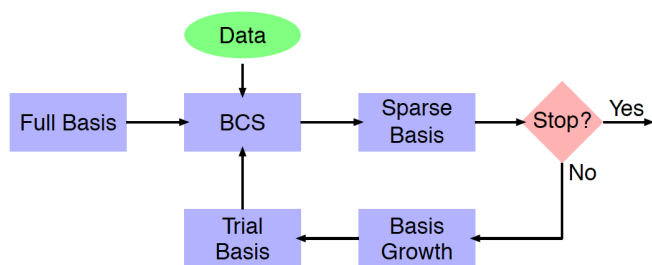 Data
Full Basis
BCS
Sparse
Basis
Stop?
Yes
No
Trial
Basis
Basis
Growth